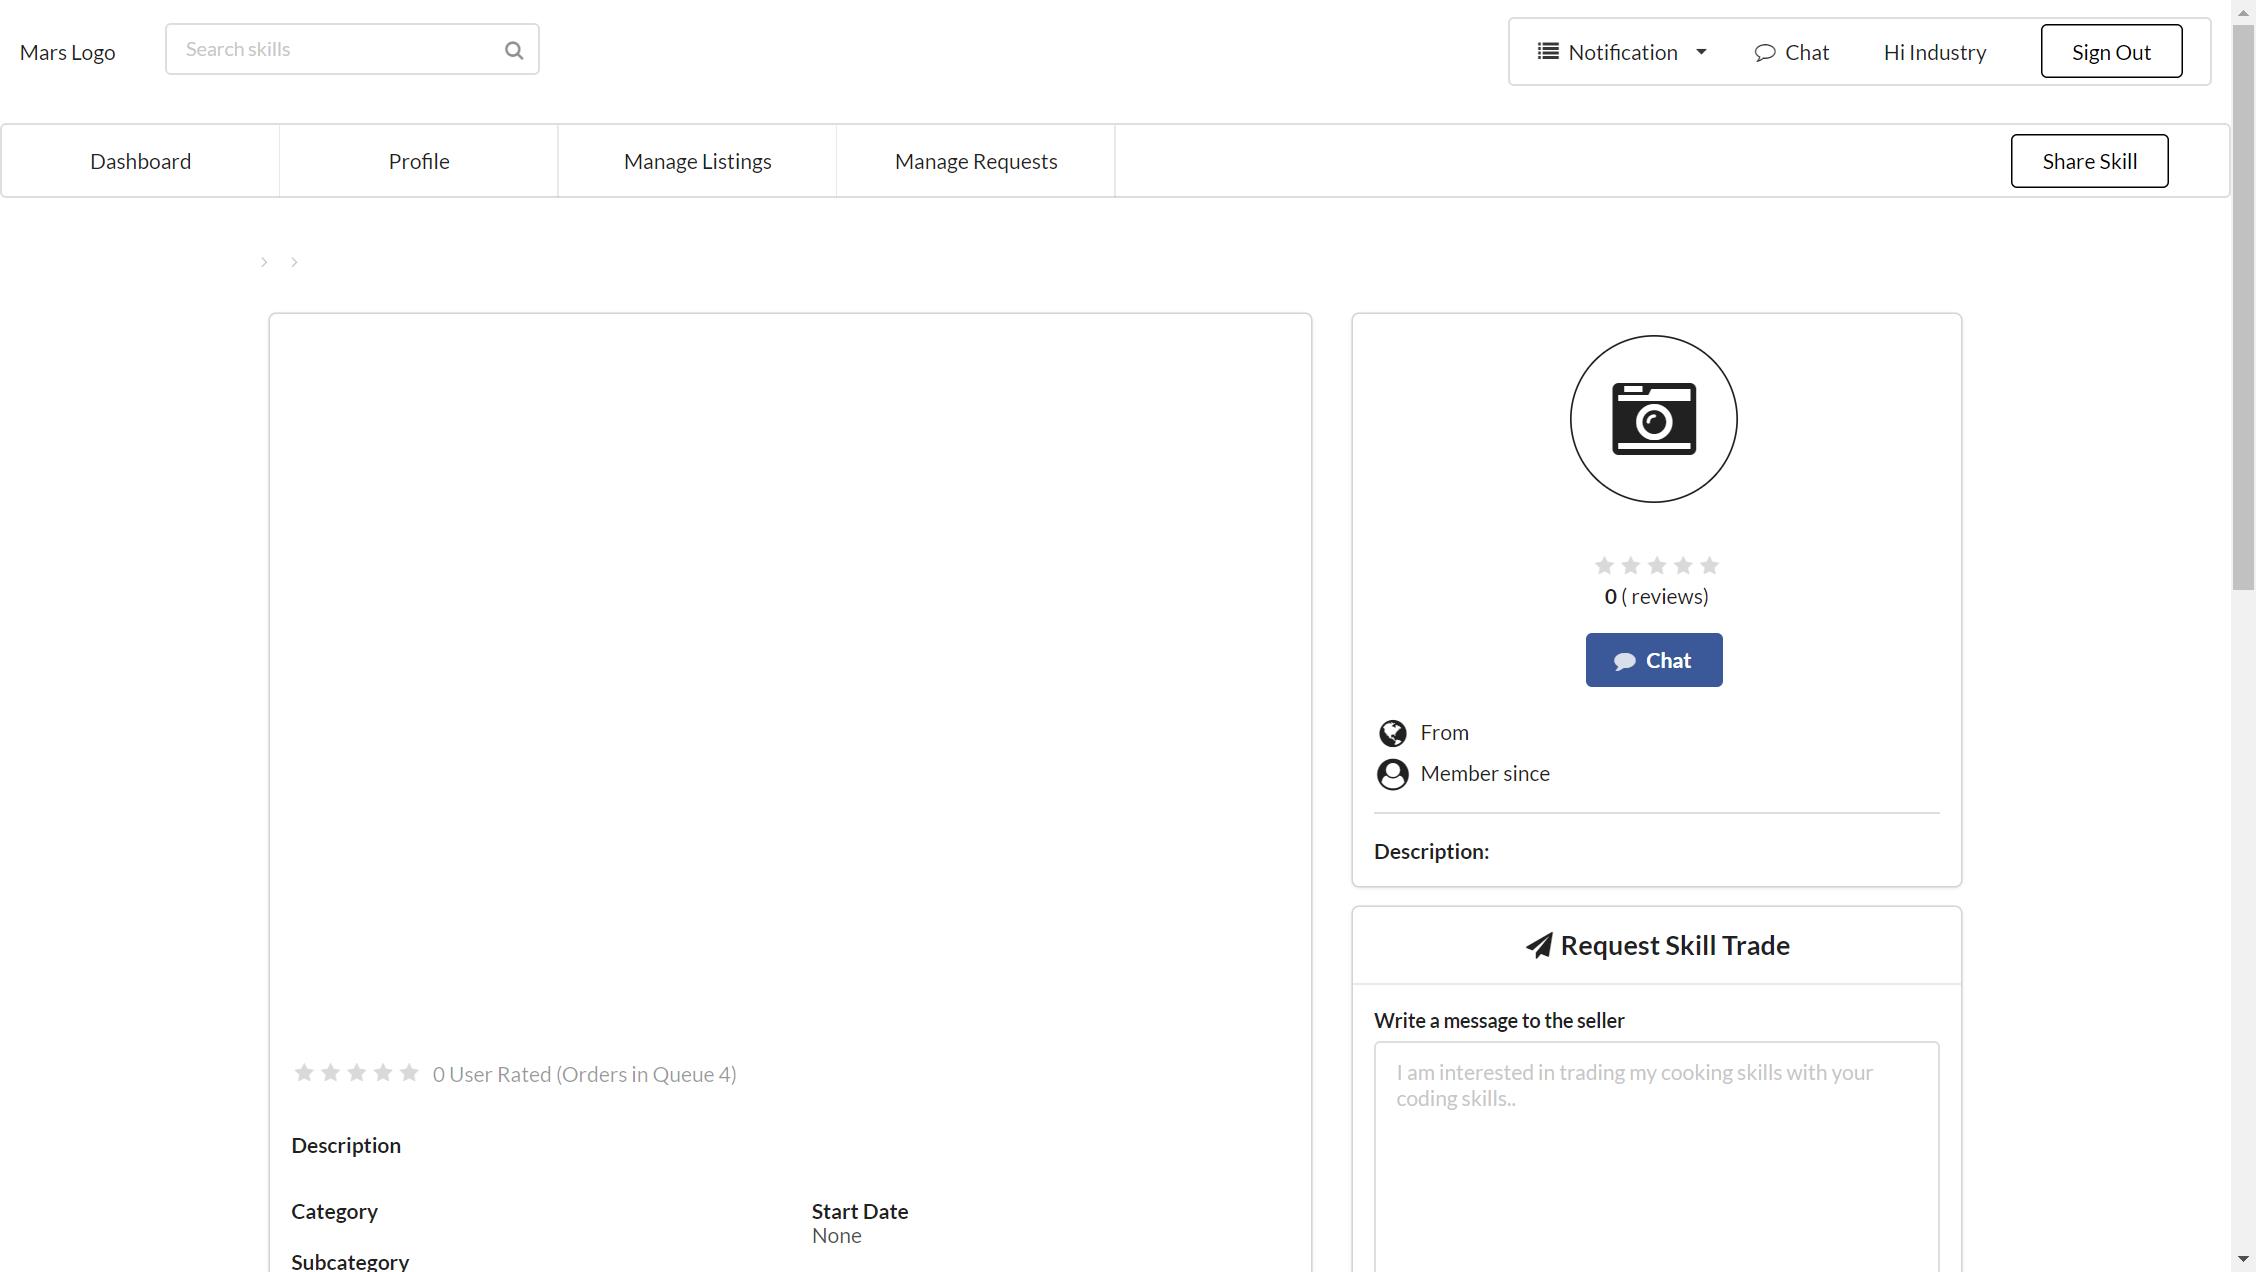 Mars Logo
Search skills
Notification
Chat
Hi Industry
Sign Out
Dashboard
Profile
Manage Listings
Manage Requests
Share Skill
0 ( reviews)
Chat
From
Member since
Description:
Request Skill Trade
Write a message to the seller
I am interested in trading my cooking skills with your
coding skills..
0 User Rated (Orders in Queue 4)
Description
Category
Start Date
None
Subcategory